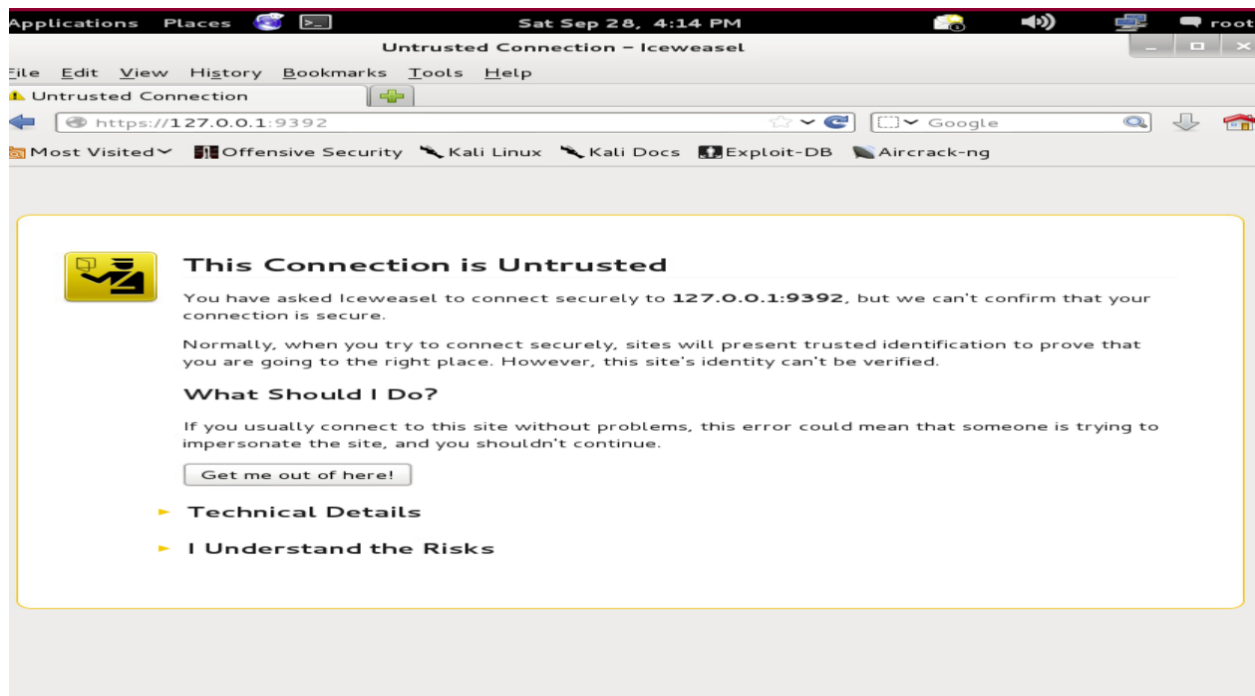 Applications Places Sat Sep 28, 4:14 PM root
Untrusted Connection - Iceweasel
File Edit View History Bookmarks Tools Help
Untrusted Connection
https://127.0.0.1:9392 Google
Most Visited Offensive Security Kali Linux Kali Docs Exploit-DB Aircrack-ng
This Connection is Untrusted
You have asked Iceweasel to connect securely to 127.0.0.1:9392, but we can't confirm that your
connection is secure.
Normally, when you try to connect securely, sites will present trusted identification to prove that
you are going to the right place. However, this site's identity can't be verified.
What Should I Do?
If you usually connect to this site without problems, this error could mean that someone is trying to
impersonate the site, and you shouldn't continue.
Get me out of here!
Technical Details
I Understand the Risks